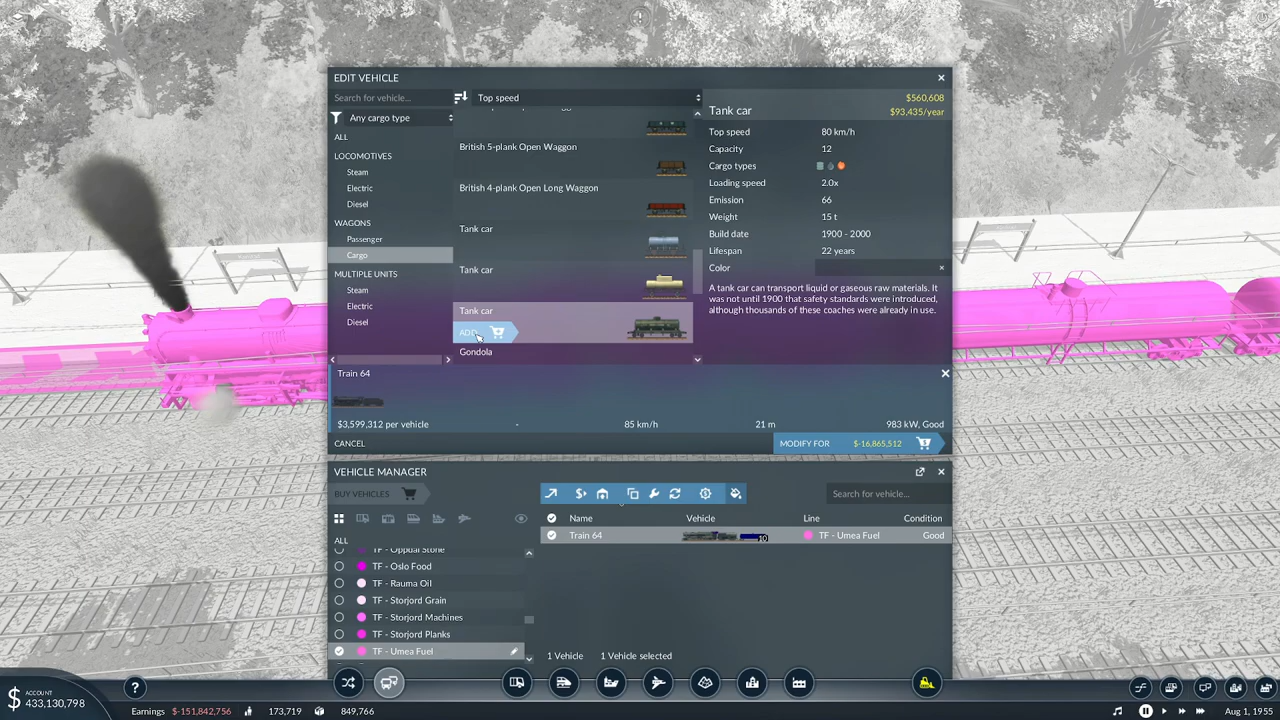 EDIT VEHICLE
Search for vehicle...
Top speed
Any cargo type
ALL
LOCOMOTIVES
Steam
Electric
Diesel
WAGONS
Passenger
Cargo
MULTIPLE UNITS
Steam
Electric
Diesel
British 5-plank Open Waggon
British 4-plank Open Long Waggon
Tank car
Tank car
Tank car
ADD
Gondola
$560,608
Tank car
$93,435/year
Top speed 80 km/h
Capacity 12
Cargo types
Loading speed 2.0x
Emission 66
Weight 15 t
Build date 1900 - 2000
Lifespan 22 years
Color
A tank car can transport liquid or gaseous raw materials. It
was not until 1900 that safety standards were introduced,
although thousands of these coaches were already in use.
Train 64
$3,599,312 per vehicle - 85 km/h 21 m 983 kW, Good
CANCEL
MODIFY FOR $-16,865,512
VEHICLE MANAGER
BUY VEHICLES
Search for vehicle...
ALL
TF - Oppdal Stone
TF - Oslo Food
TF - Rauma Oil
TF - Storjord Grain
TF - Storjord Machines
TF - Storjord Planks
TF - Umea Fuel
Name Vehicle Line Condition
Train 64 10 TF - Umea Fuel Good
1 Vehicle 1 Vehicle selected
$ ACCOUNT
433,130,798
?
Earnings $-151,842,756 173,719 849,766
Aug 1, 1955